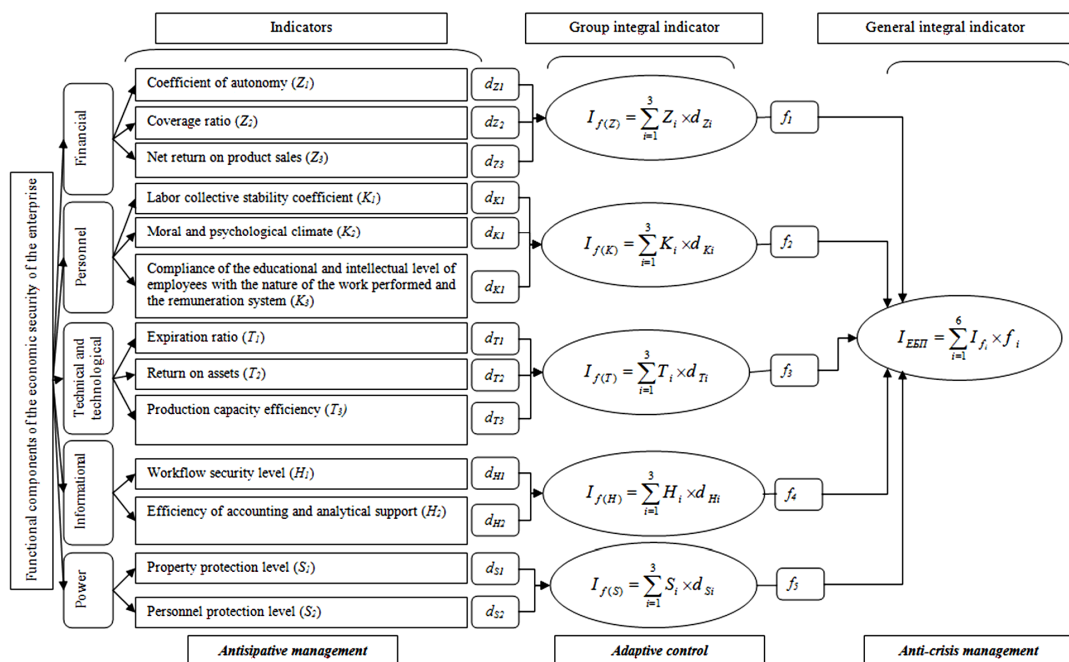 Indicators
Group integral indicator
General integral indicator
Functional components of the economic security of the enterprise
Financial
Coefficient of autonomy (Z₁)
d_Z1
Coverage ratio (Z₂)
d_Z2
Net return on product sales (Z₃)
d_Z3
I_f(Z) = ∑_{i=1}^{3} Z_i × d_Zi
f₁
Personnel
Labor collective stability coefficient (K₁)
d_K1
Moral and psychological climate (K₂)
d_K1
Compliance of the educational and intellectual level of
employees with the nature of the work performed and
the remuneration system (K₃)
d_K1
I_f(K) = ∑_{i=1}^{3} K_i × d_Ki
f₂
Technical and
technological
Expiration ratio (T₁)
d_T1
Return on assets (T₂)
d_T2
Production capacity efficiency (T₃)
d_T3
I_f(T) = ∑_{i=1}^{3} T_i × d_Ti
f₃
Informational
Workflow security level (H₁)
d_H1
Efficiency of accounting and analytical support (H₂)
d_H2
I_f(H) = ∑_{i=1}^{3} H_i × d_Hi
f₄
Power
Property protection level (S₁)
d_S1
Personnel protection level (S₂)
d_S2
I_f(S) = ∑_{i=1}^{3} S_i × d_Si
f₅
I_ЕБП = ∑_{i=1}^{6} I_{f_i} × f_i
Antisipative management
Adaptive control
Anti-crisis management